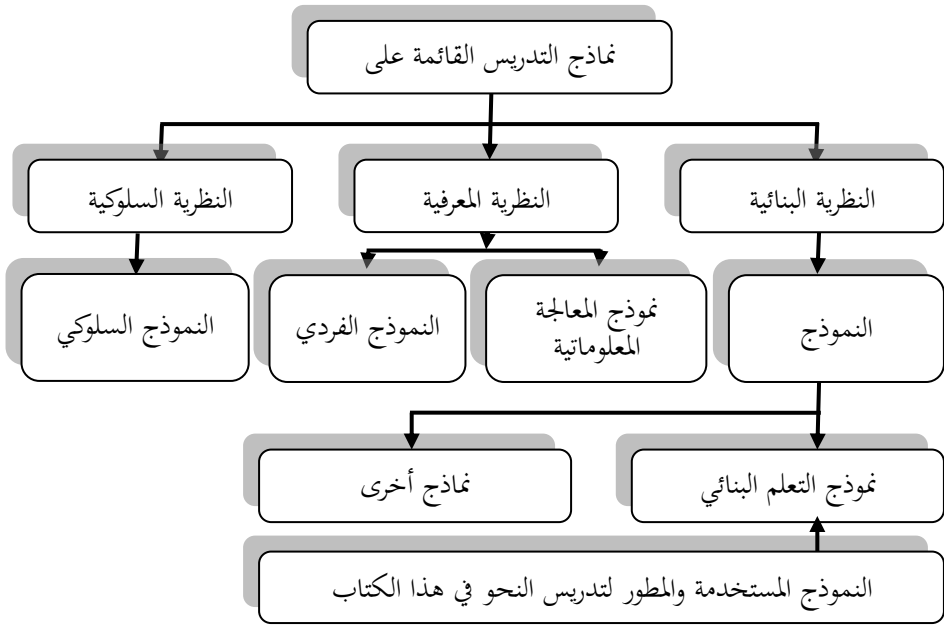 نماذج التدريس القائمة على
النظرية البنائية
النظرية المعرفية
النظرية السلوكية
النموذج
نموذج المعالجة
المعلوماتية
النموذج الفردي
النموذج السلوكي
نموذج التعلم البنائي
نماذج أخرى
النموذج المستخدمة والمطور لتدريس النحو في هذا الكتاب